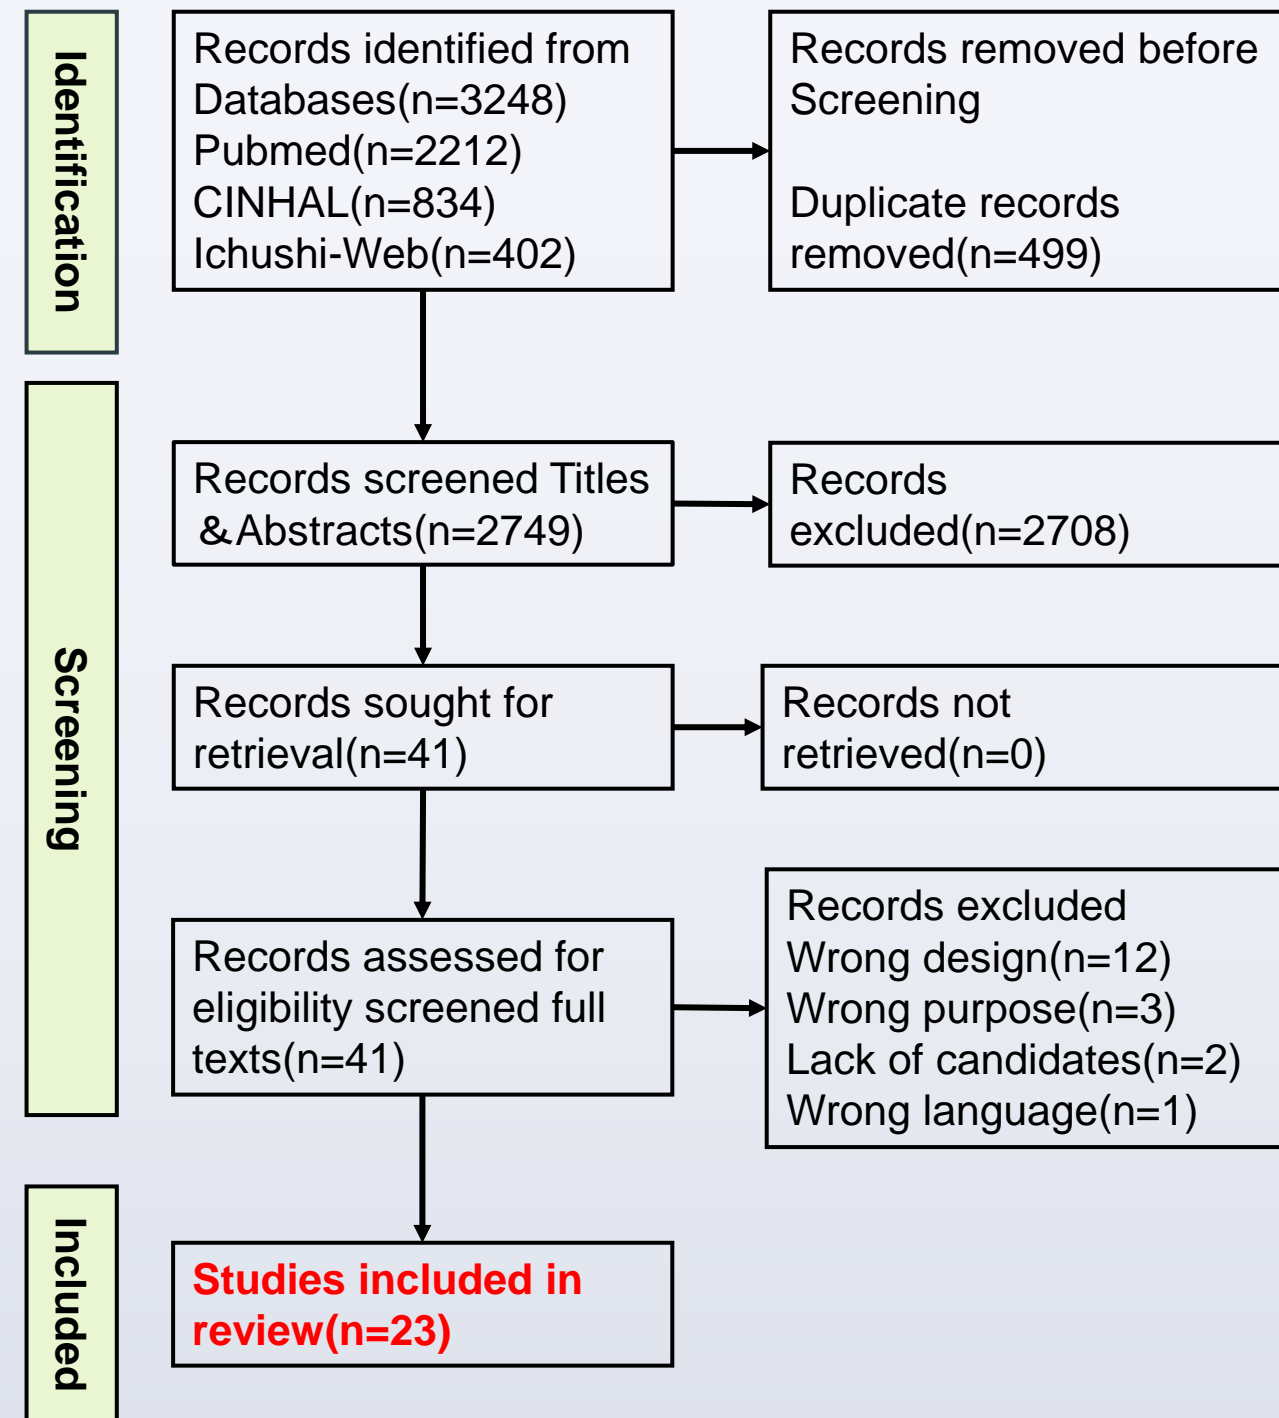 Identification
Records identified from
Databases(n=3248)
Pubmed(n=2212)
CINHAL(n=834)
Ichushi-Web(n=402)
Records removed before
Screening
Duplicate records
removed(n=499)
Screening
Records screened Titles
&Abstracts(n=2749)
Records
excluded(n=2708)
Records sought for
retrieval(n=41)
Records not
retrieved(n=0)
Records assessed for
eligibility screened full
texts(n=41)
Records excluded
Wrong design(n=12)
Wrong purpose(n=3)
Lack of candidates(n=2)
Wrong language(n=1)
Included
Studies included in
review(n=23)